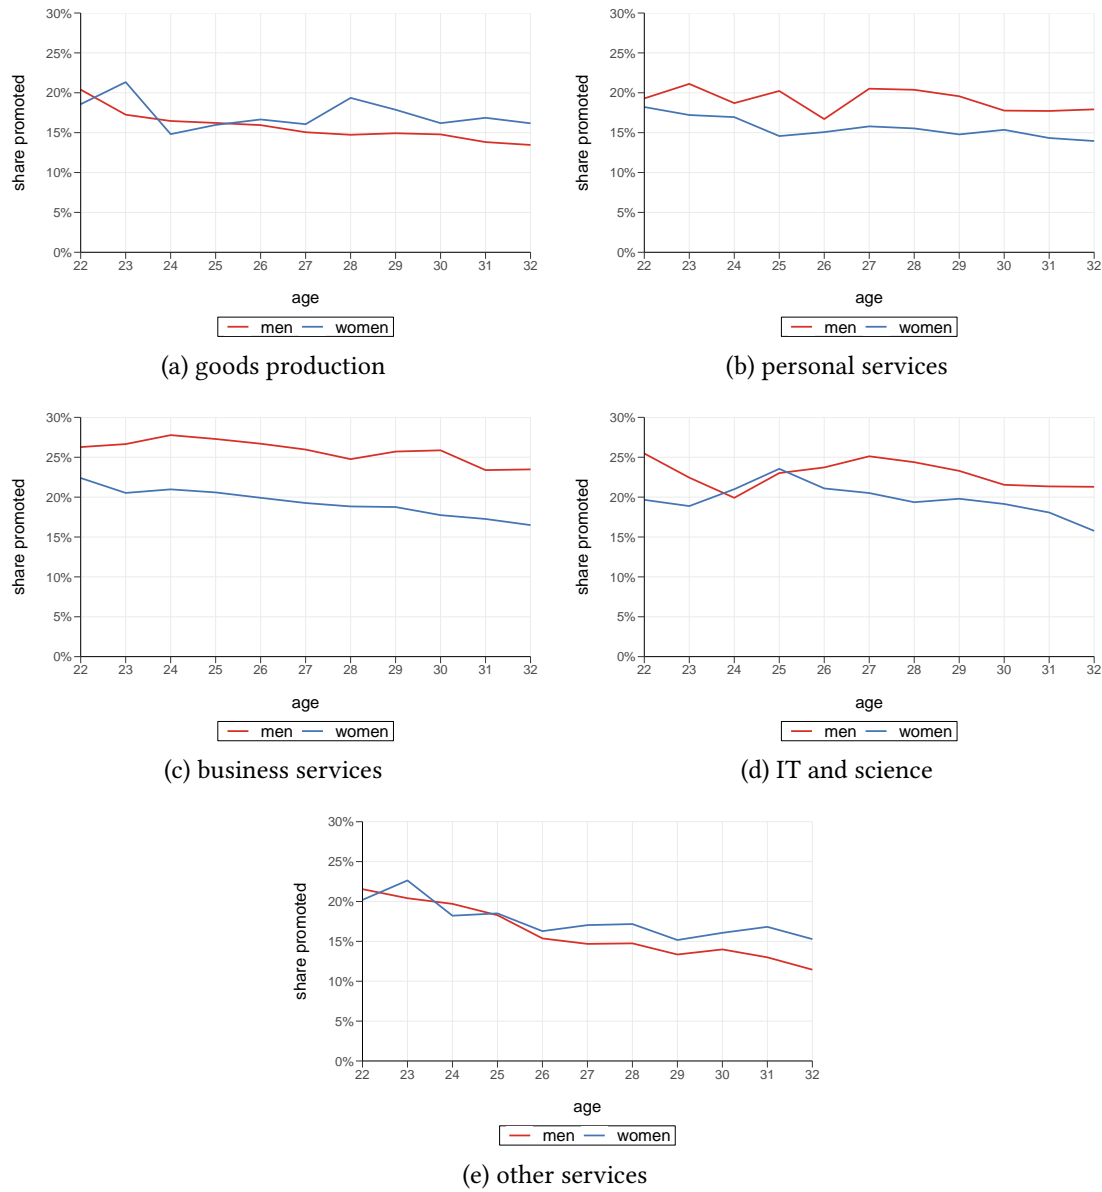 30%
25%
20%
15%
10%
5%
0%
share promoted
22 23 24 25 26 27 28 29 30 31 32
age
men women
(a) goods production
30%
25%
20%
15%
10%
5%
0%
share promoted
22 23 24 25 26 27 28 29 30 31 32
age
men women
(b) personal services
30%
25%
20%
15%
10%
5%
0%
share promoted
22 23 24 25 26 27 28 29 30 31 32
age
men women
(c) business services
30%
25%
20%
15%
10%
5%
0%
share promoted
22 23 24 25 26 27 28 29 30 31 32
age
men women
(d) IT and science
30%
25%
20%
15%
10%
5%
0%
share promoted
22 23 24 25 26 27 28 29 30 31 32
age
men women
(e) other services